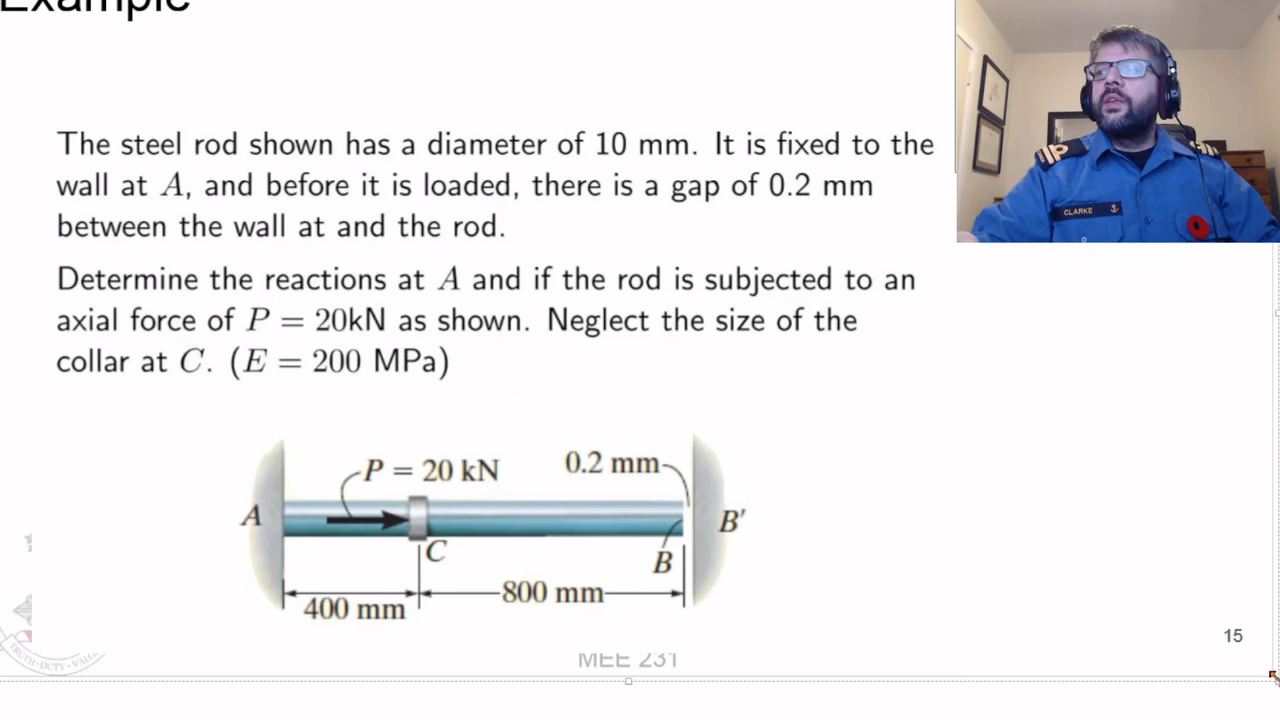 Example
The steel rod shown has a diameter of 10 mm. It is fixed to the
wall at A, and before it is loaded, there is a gap of 0.2 mm
between the wall at and the rod.
Determine the reactions at A and if the rod is subjected to an
axial force of P = 20kN as shown. Neglect the size of the
collar at C. (E = 200 MPa)
CLARKE
P = 20 kN
0.2 mm
A
B'
C
B
800 mm
400 mm
15
TRUTH·DUTY·VALO
MEE 231